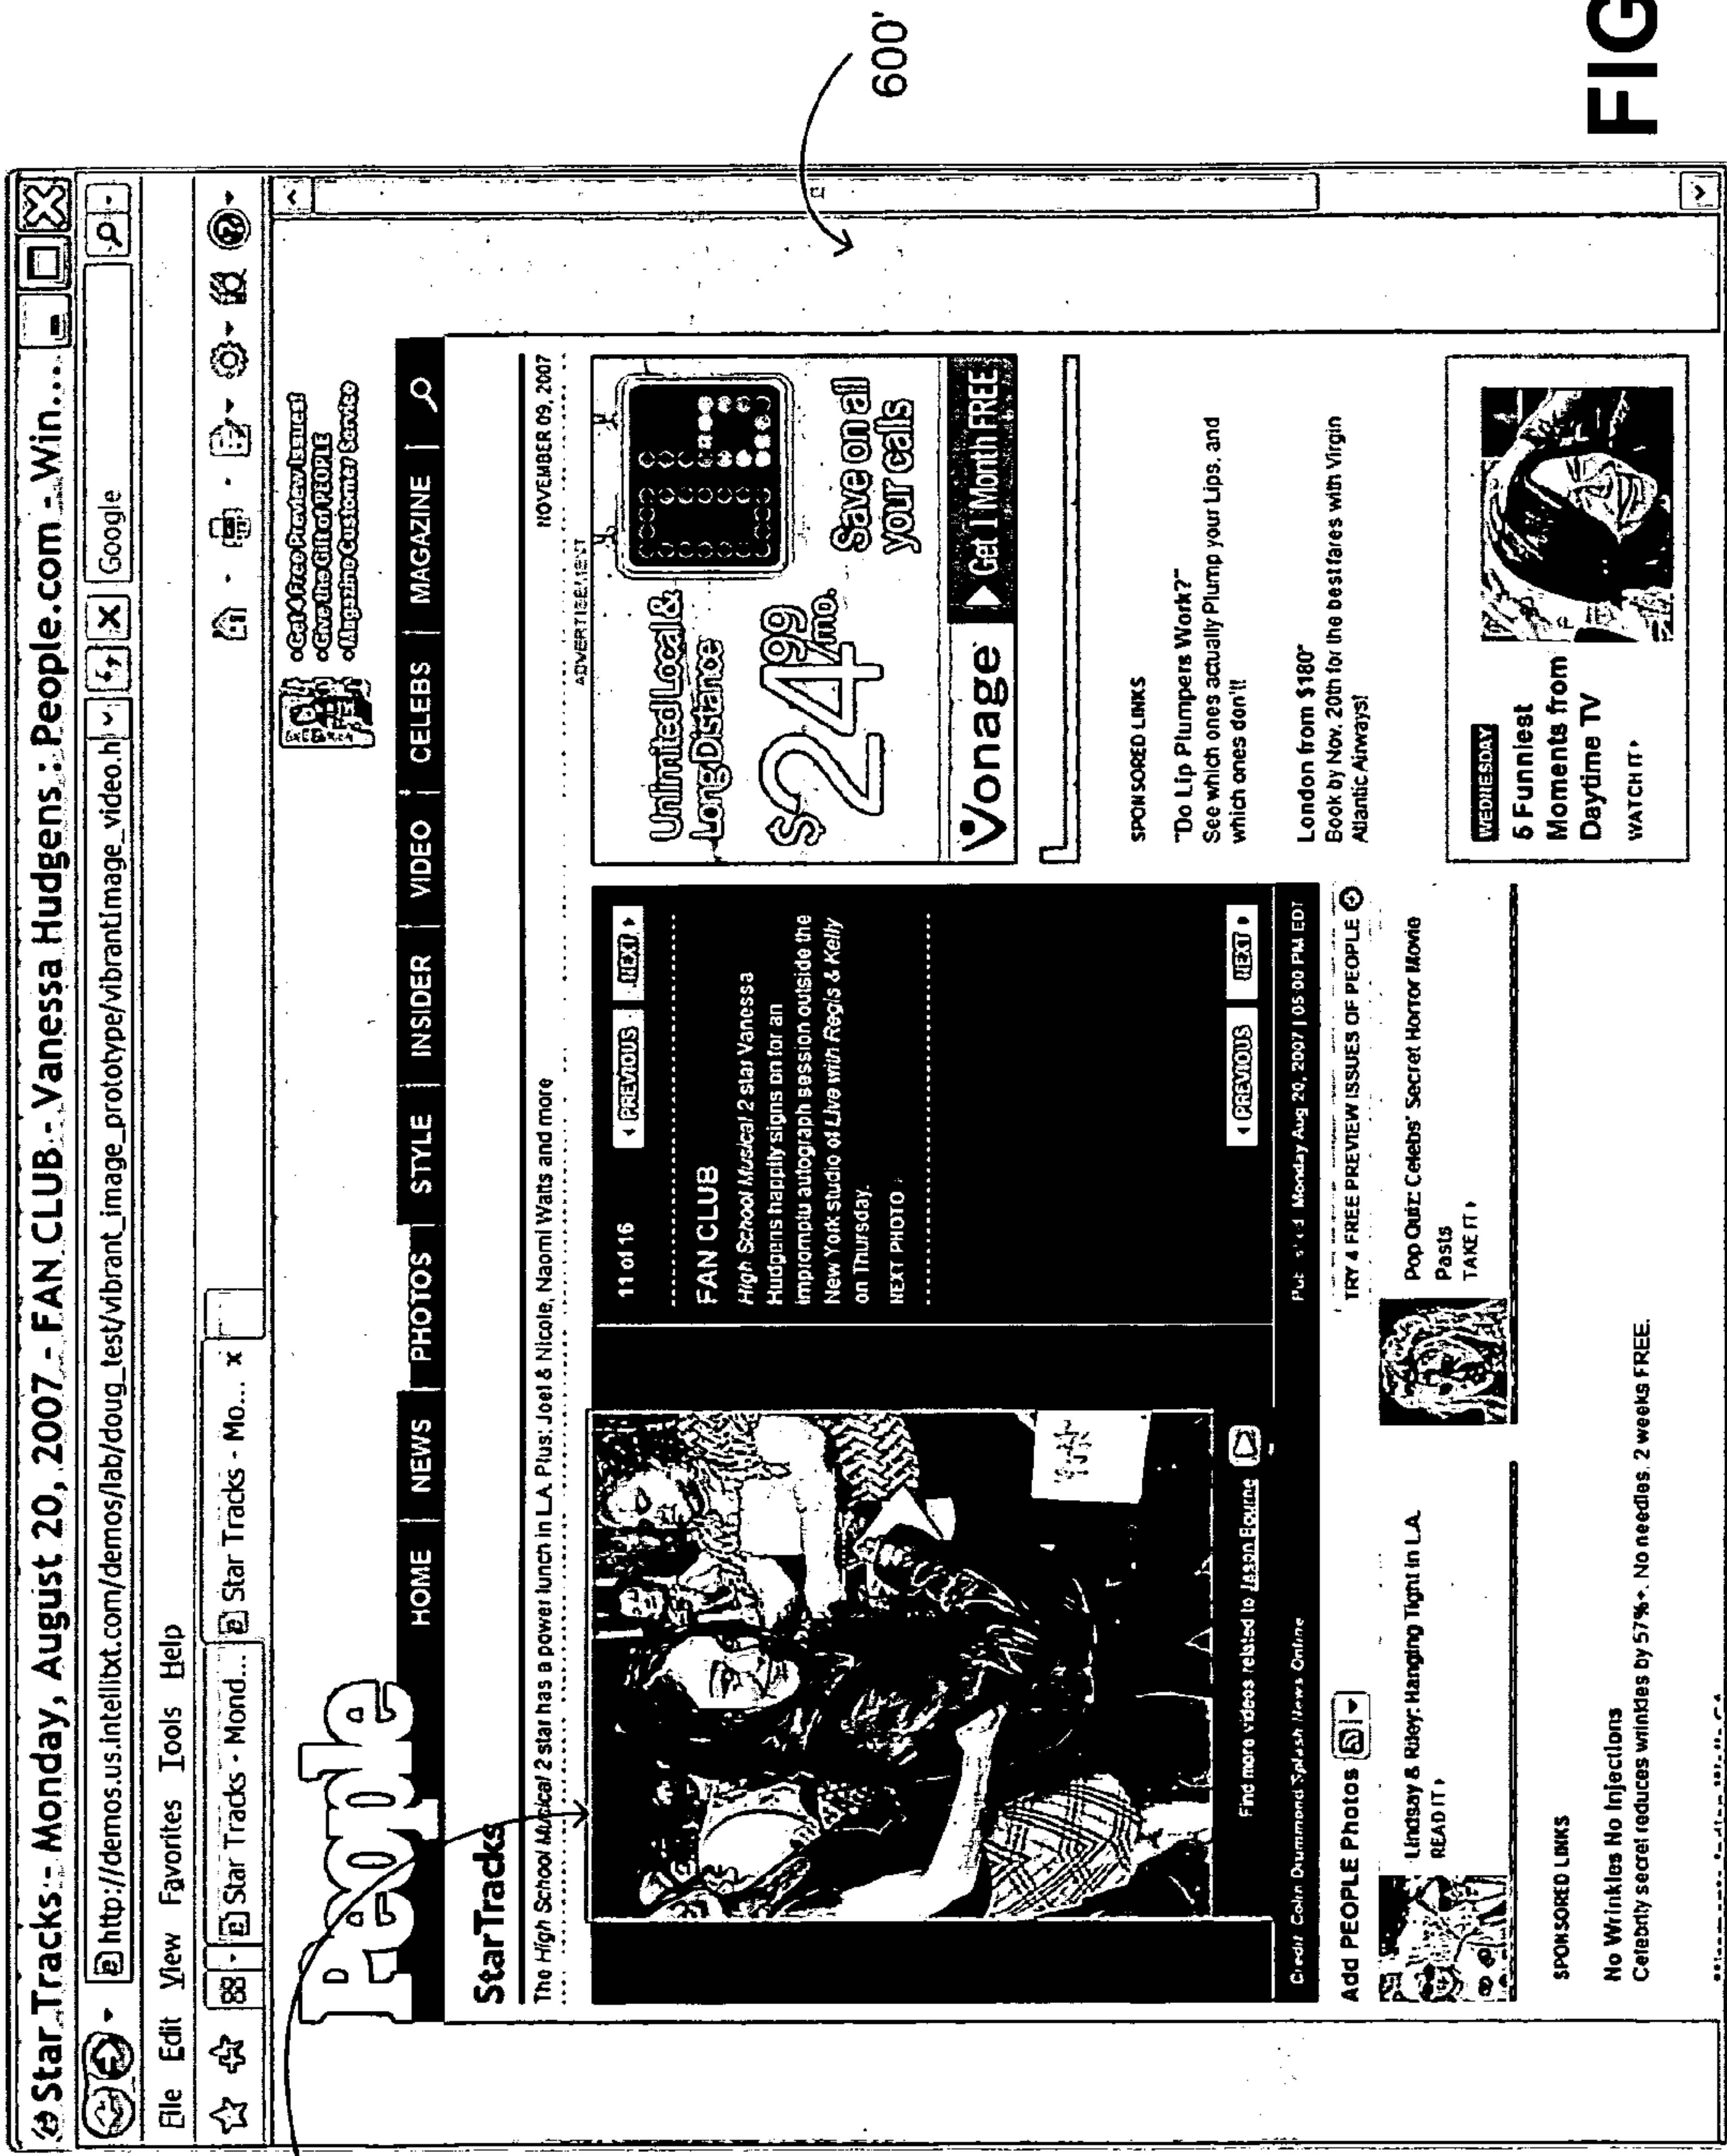 Star Tracks - Monday, August 20, 2007 - FAN CLUB - Vanessa Hudgens : People.com - Win...
http://demos.us.intellitxt.com/demos/lab/doug_test/vibrant_image_prototype/vibrantImage_video.h
Google
File Edit View Favorites Tools Help
Star Tracks - Mond...
Star Tracks - Mo... x
People
•Get 4 Free Preview Issues!
•Give the Gift of PEOPLE
•Magazine Customer Service
HOME | NEWS | PHOTOS | STYLE | INSIDER | VIDEO | CELEBS | MAGAZINE |
StarTracks
NOVEMBER 09, 2007
The High School Musical 2 star has a power lunch in L.A. Plus: Joel & Nicole, Naomi Watts and more
ADVERTISEMENT
11 of 16
PREVIOUS
NEXT
FAN CLUB
High School Musical 2 star Vanessa
Hudgens happily signs on for an
impromptu autograph session outside the
New York studio of Live with Regis & Kelly
on Thursday.
NEXT PHOTO
PREVIOUS
NEXT
Find more videos related to Jason Bourne
Credit Colin Drummond Splash News Online
Monday Aug 20, 2007 | 05:00 PM EDT
Unlimited Local &
Long Distance
$24.99/mo.
Save on all
your calls
Vonage
Get 1 Month FREE
SPONSORED LINKS
"Do Lip Plumpers Work?"
See which ones actually Plump your Lips, and
which ones don't!!
London from $180*
Book by Nov. 20th for the best fares with Virgin
Atlantic Airways!
WEDNESDAY
5 Funniest
Moments from
Daytime TV
WATCH IT
Add PEOPLE Photos
TRY 4 FREE PREVIEW ISSUES OF PEOPLE
Lindsay & Riley: Hanging Tight in L.A.
READ IT
Pop Quiz: Celebs' Secret Horror Movie
Pasts
TAKE IT
SPONSORED LINKS
No Wrinkles No Injections
Celebrity secret reduces wrinkles by 57%+. No needles. 2 weeks FREE.
600'
FIG